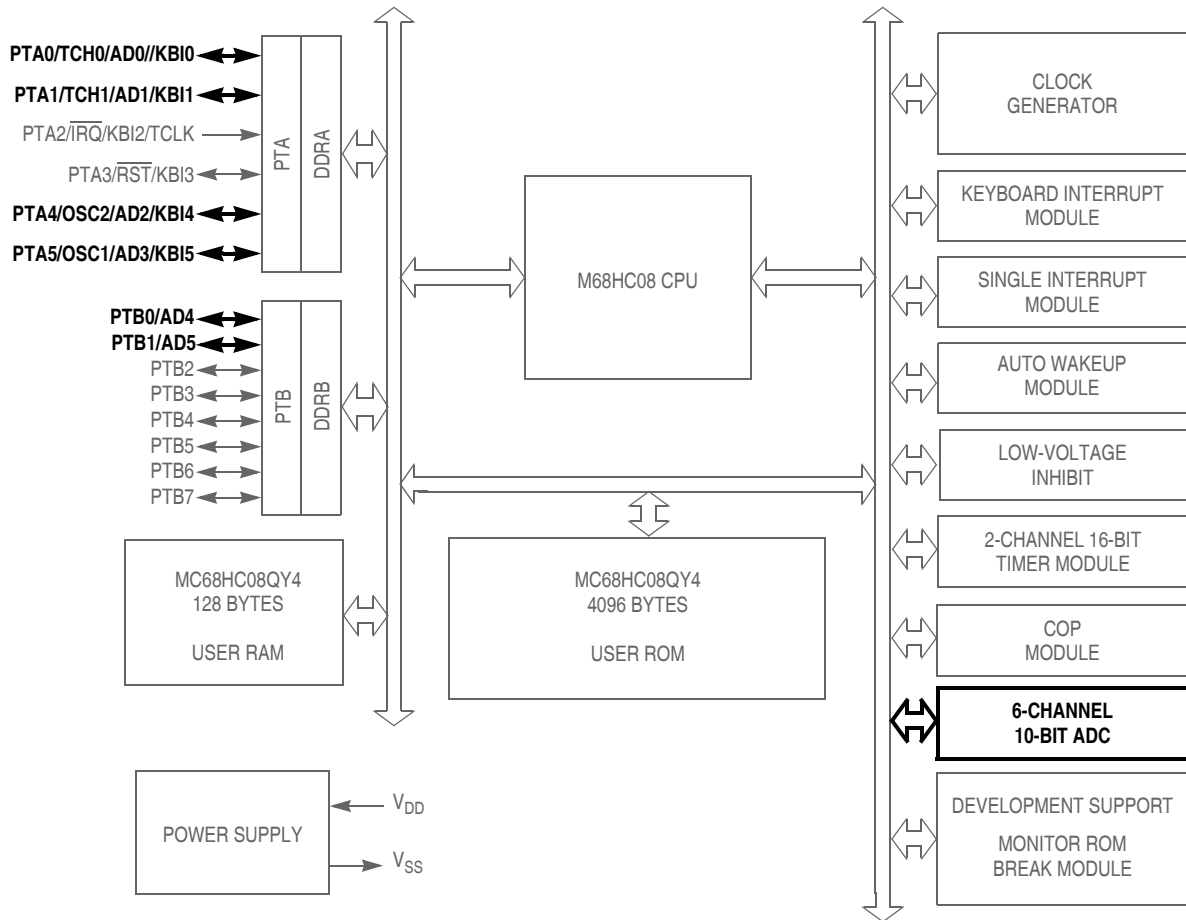 PTA0/TCH0/AD0//KBI0
PTA1/TCH1/AD1/KBI1
PTA2/IRQ/KBI2/TCLK
PTA3/RST/KBI3
PTA4/OSC2/AD2/KBI4
PTA5/OSC1/AD3/KBI5
PTA
DDRA
PTB0/AD4
PTB1/AD5
PTB2
PTB3
PTB4
PTB5
PTB6
PTB7
PTB
DDRB
M68HC08 CPU
MC68HC08QY4
128 BYTES
USER RAM
MC68HC08QY4
4096 BYTES
USER ROM
POWER SUPPLY
VDD
VSS
CLOCK
GENERATOR
KEYBOARD INTERRUPT
MODULE
SINGLE INTERRUPT
MODULE
AUTO WAKEUP
MODULE
LOW-VOLTAGE
INHIBIT
2-CHANNEL 16-BIT
TIMER MODULE
COP
MODULE
6-CHANNEL
10-BIT ADC
DEVELOPMENT SUPPORT
MONITOR ROM
BREAK MODULE